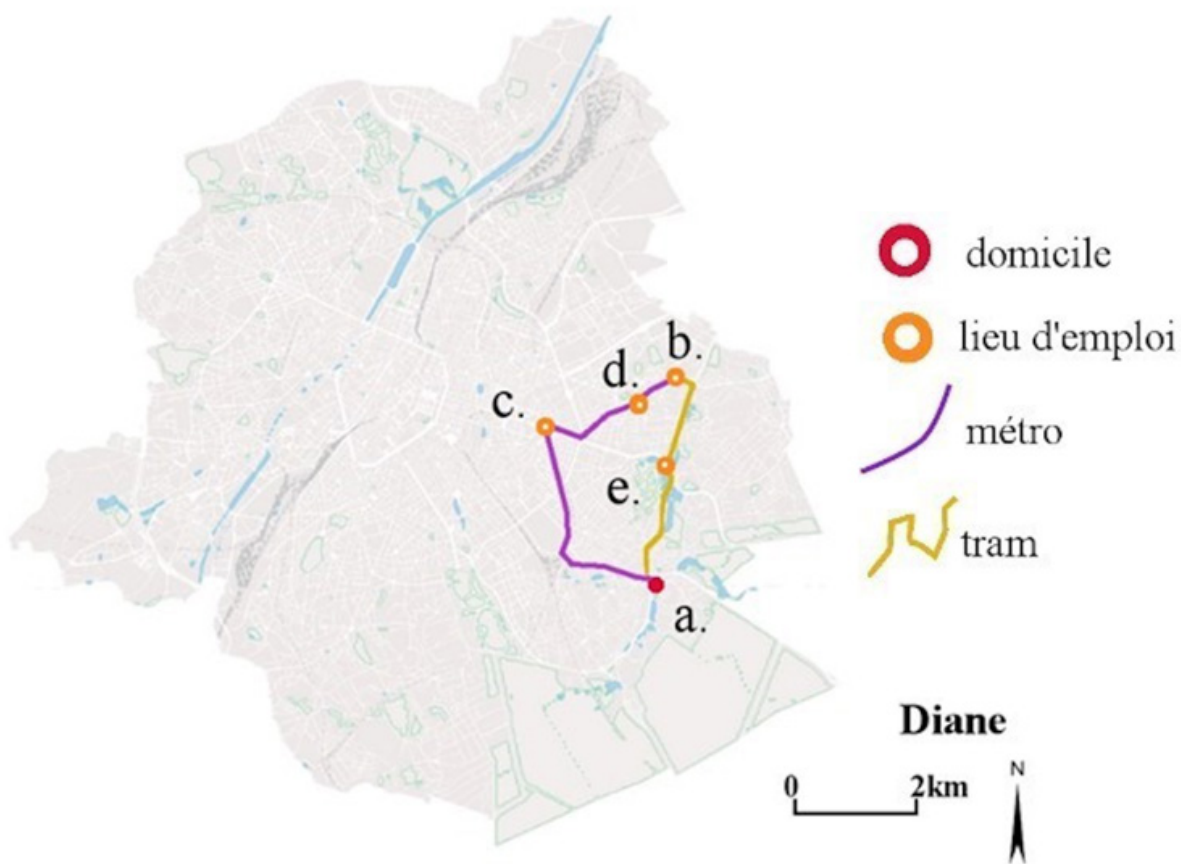 b.
d.
c.
e.
a.
domicile
lieu d'emploi
métro
tram
Diane
0 2km
N